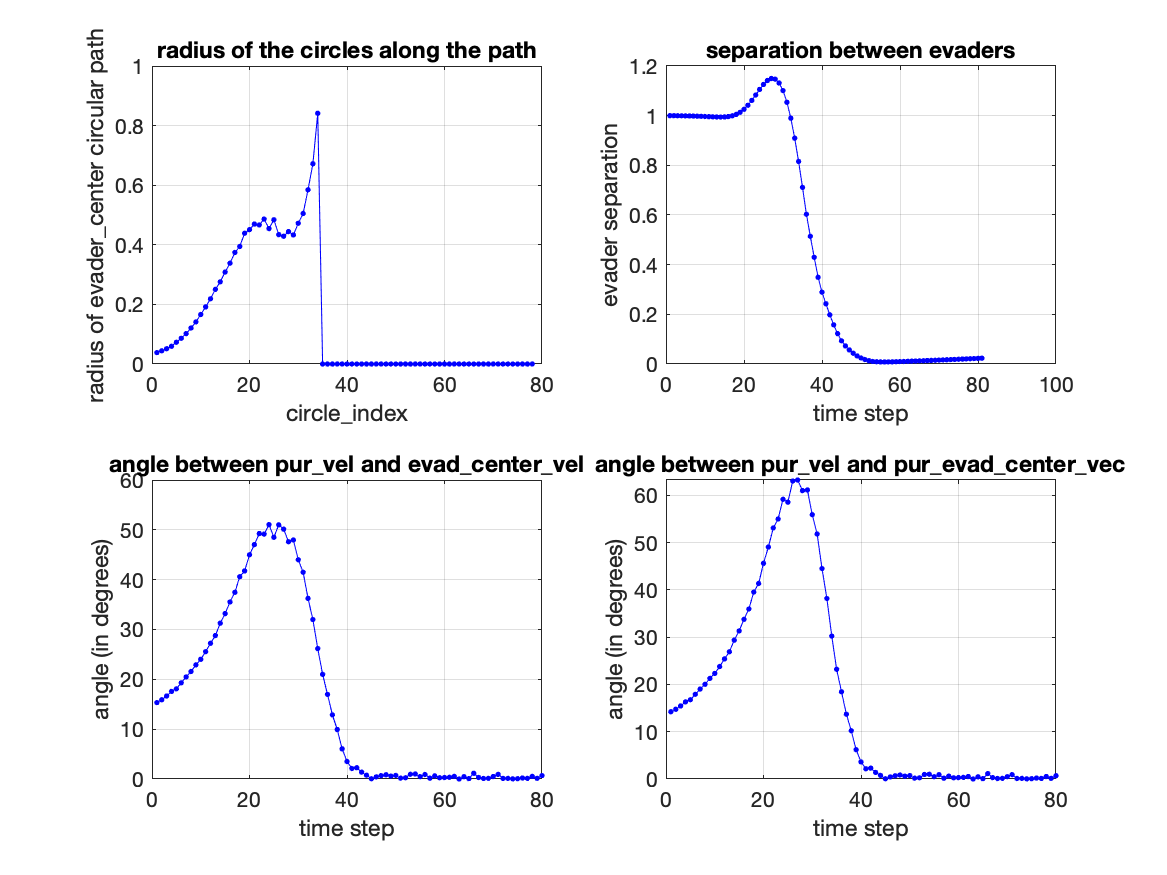 radius of the circles along the path
radius of evader_center circular path
1
0.8
0.6
0.4
0.2
0
0 20 40 60 80
circle_index
separation between evaders
evader separation
1.2
1
0.8
0.6
0.4
0.2
0
0 20 40 60 80 100
time step
angle between pur_vel and evad_center_vel
angle (in degrees)
60
50
40
30
20
10
0
0 20 40 60 80
time step
angle between pur_vel and pur_evad_center_vec
angle (in degrees)
60
50
40
30
20
10
0
0 20 40 60 80
time step